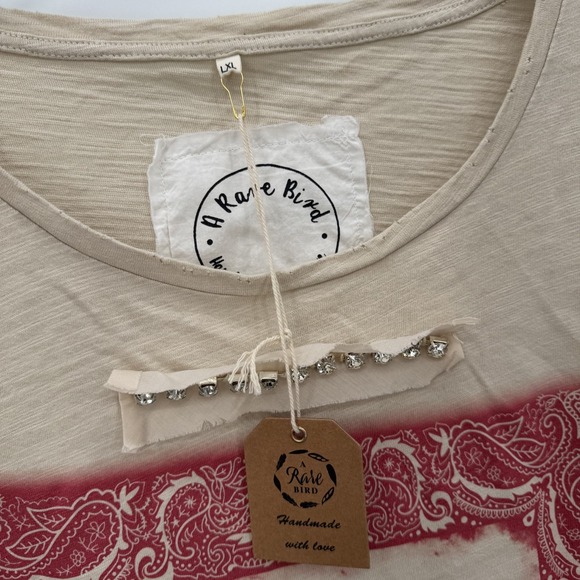 L/XL
A Rare Bird
A
Rare
BIRD
Handmade
with love